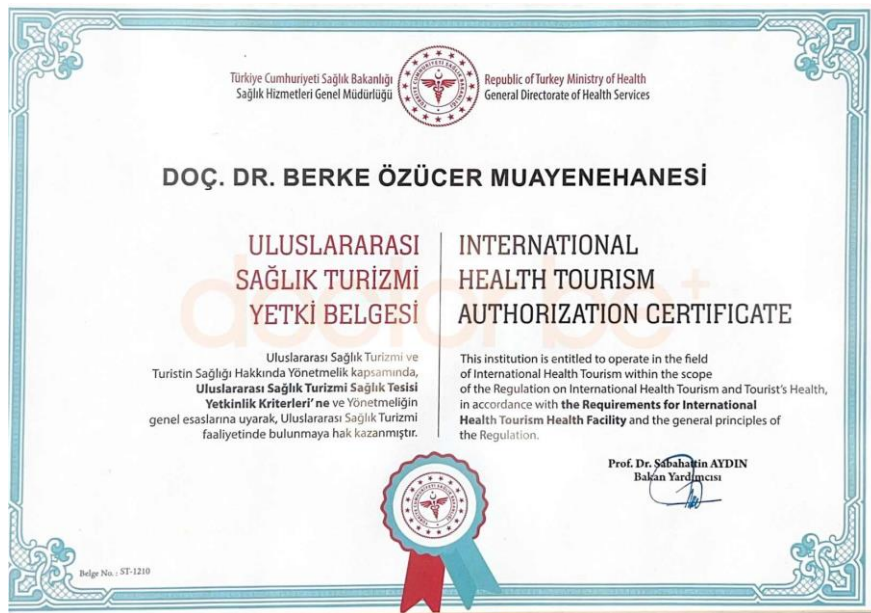 Türkiye Cumhuriyeti Sağlık Bakanlığı
Sağlık Hizmetleri Genel Müdürlüğü
Republic of Turkey Ministry of Health
General Directorate of Health Services
DOÇ. DR. BERKE ÖZÜCER MUAYENEHANESİ
ULUSLARARASI
SAĞLIK TURİZMİ
YETKİ BELGESİ
INTERNATIONAL
HEALTH TOURISM
AUTHORIZATION CERTIFICATE
Uluslararası Sağlık Turizmi ve
Turistin Sağlığı Hakkında Yönetmelik kapsamında,
Uluslararası Sağlık Turizmi Sağlık Tesisi
Yetkinlik Kriterleri' ne ve Yönetmeliğin
genel esaslarına uyarak, Uluslararası Sağlık Turizmi
faaliyetinde bulunmaya hak kazanmıştır.
This institution is entitled to operate in the field
of International Health Tourism within the scope
of the Regulation on International Health Tourism and Tourist's Health,
in accordance with the Requirements for International
Health Tourism Health Facility and the general principles of
the Regulation.
Prof. Dr. Sabahattin AYDIN
Bakan Yardımcısı
Belge No. : ST-1210